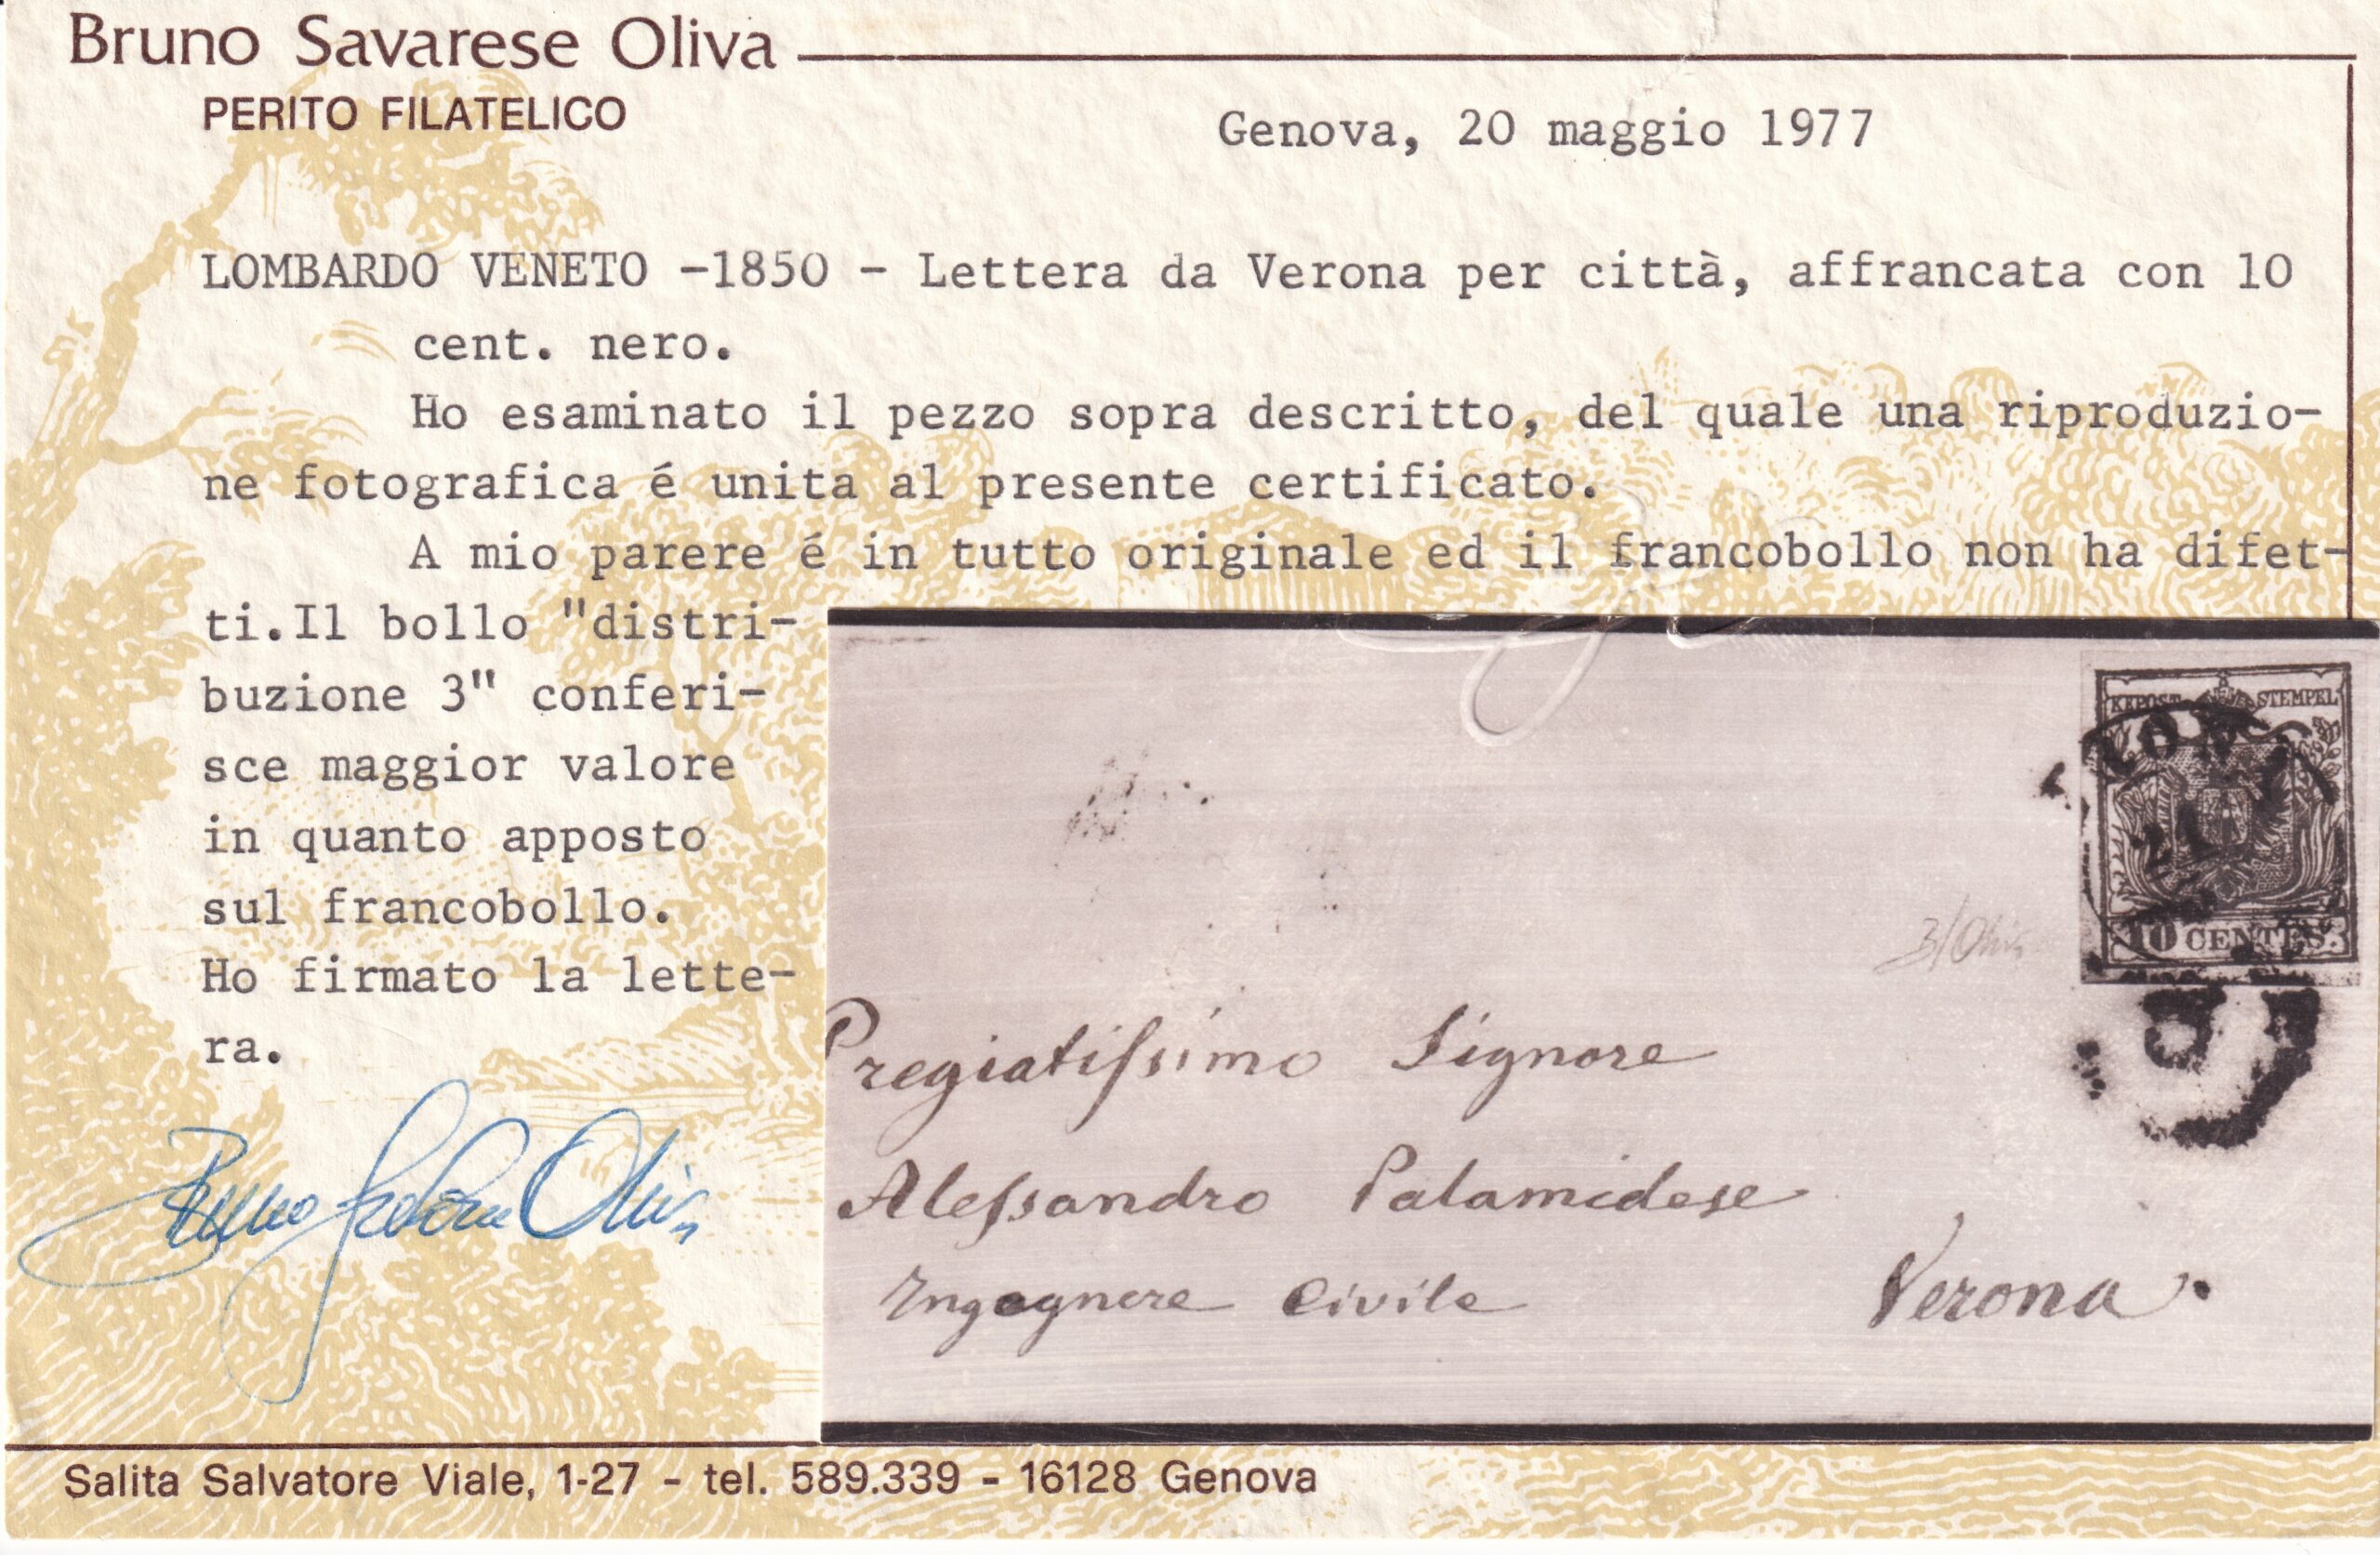 Bruno Savarese Oliva
PERITO FILATELICO
Genova, 20 maggio 1977
LOMBARDO VENETO -1850 - Lettera da Verona per città, affrancata con 10
cent. nero.
Ho esaminato il pezzo sopra descritto, del quale una riproduzio-
ne fotografica é unita al presente certificato.
A mio parere é in tutto originale ed il francobollo non ha difet-
ti.Il bollo "distri-
buzione 3" conferi-
sce maggior valore
in quanto apposto
sul francobollo.
Ho firmato la lette-
ra.
KKPOST STEMPEL
10 CENTES.
Pregiatissimo Signore
Alessandro Palamidese
Ingegnere Civile
Verona.
Salita Salvatore Viale, 1-27 - tel. 589.339 - 16128 Genova